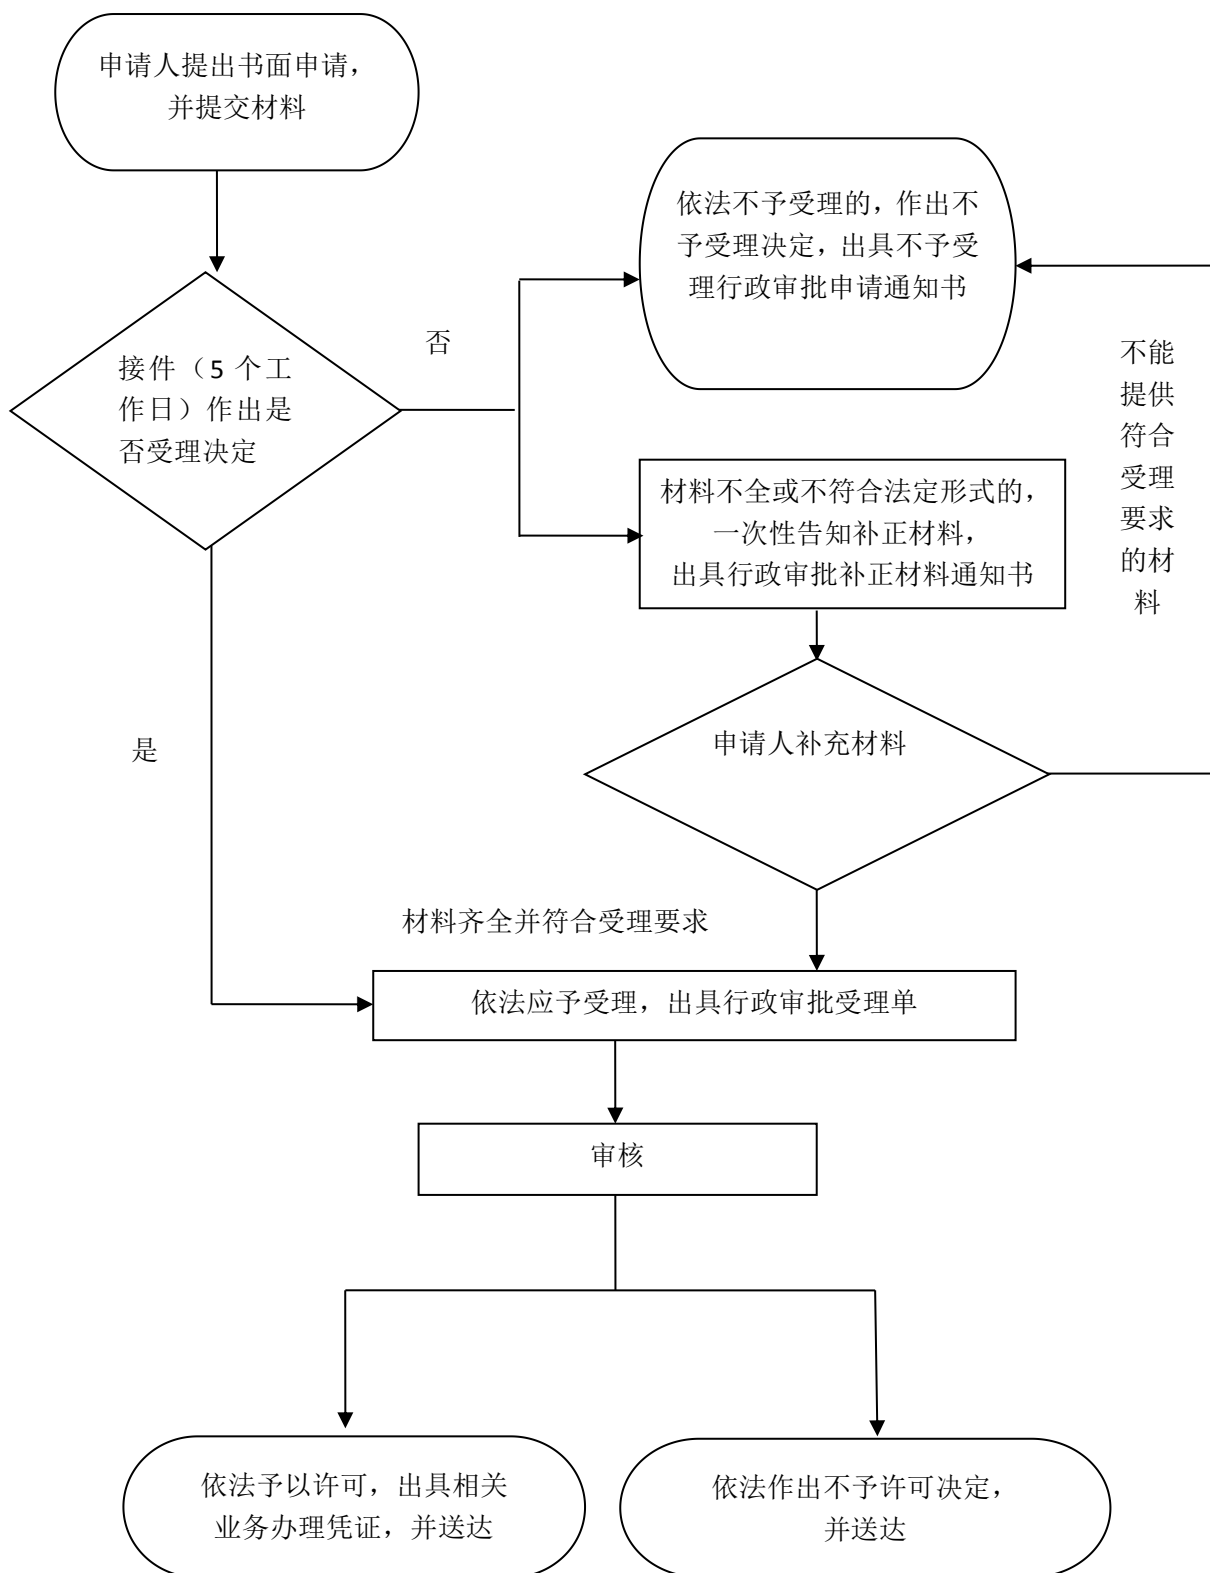 申请人提出书面申请，
并提交材料
依法不予受理的，作出不
予受理决定，出具不予受
理行政审批申请通知书
否
接件（5 个工
作日）作出是
否受理决定
不能
提供
符合
受理
要求
的材
料
材料不全或不符合法定形式的，
一次性告知补正材料，
出具行政审批补正材料通知书
是
申请人补充材料
材料齐全并符合受理要求
依法应予受理，出具行政审批受理单
审核
依法予以许可，出具相关
业务办理凭证，并送达
依法作出不予许可决定，
并送达